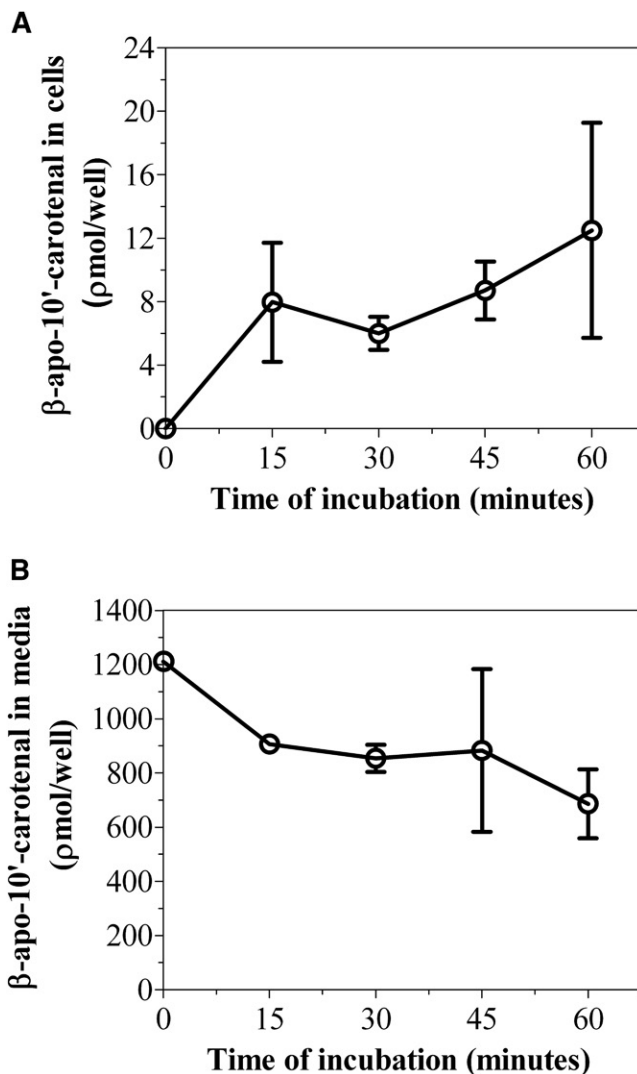 A
β-apo-10'-carotenal in cells
(ρmol/well)
24
20
16
12
8
4
0
0 15 30 45 60
Time of incubation (minutes)
B
β-apo-10'-carotenal in media
(ρmol/well)
1400
1200
1000
800
600
400
200
0
0 15 30 45 60
Time of incubation (minutes)